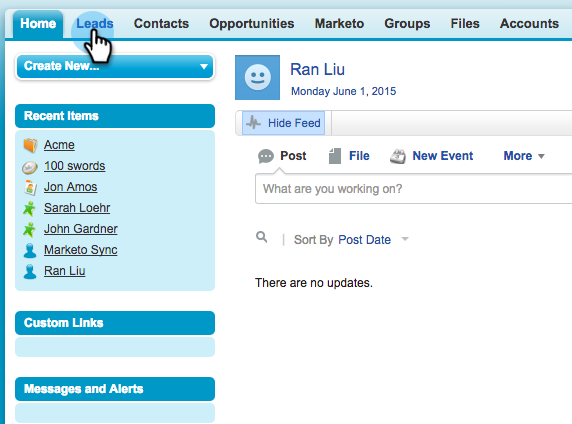 Home Leads Contacts Opportunities Marketo Groups Files Accounts
Create New...
Recent Items
Acme
100 swords
Jon Amos
Sarah Loehr
John Gardner
Marketo Sync
Ran Liu
Custom Links
Messages and Alerts
Ran Liu
Monday June 1, 2015
Hide Feed
Post File New Event More
What are you working on?
Sort By Post Date
There are no updates.